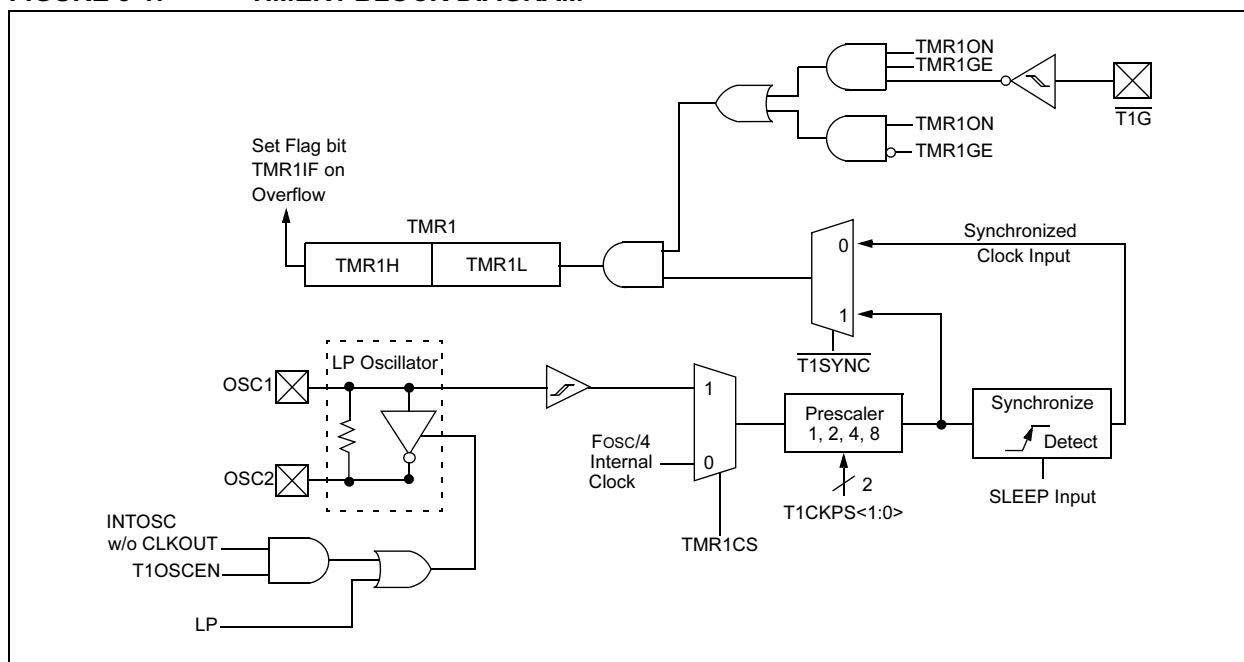 TMR1ON
TMR1GE
T1G
TMR1ON
TMR1GE
Set Flag bit
TMR1IF on
Overflow
TMR1
TMR1H
TMR1L
0
1
Synchronized
Clock Input
T1SYNC
LP Oscillator
OSC1
OSC2
1
0
FOSC/4
Internal
Clock
TMR1CS
Prescaler
1, 2, 4, 8
2
T1CKPS<1:0>
Synchronize
Detect
SLEEP Input
INTOSC
w/o CLKOUT
T1OSCEN
LP